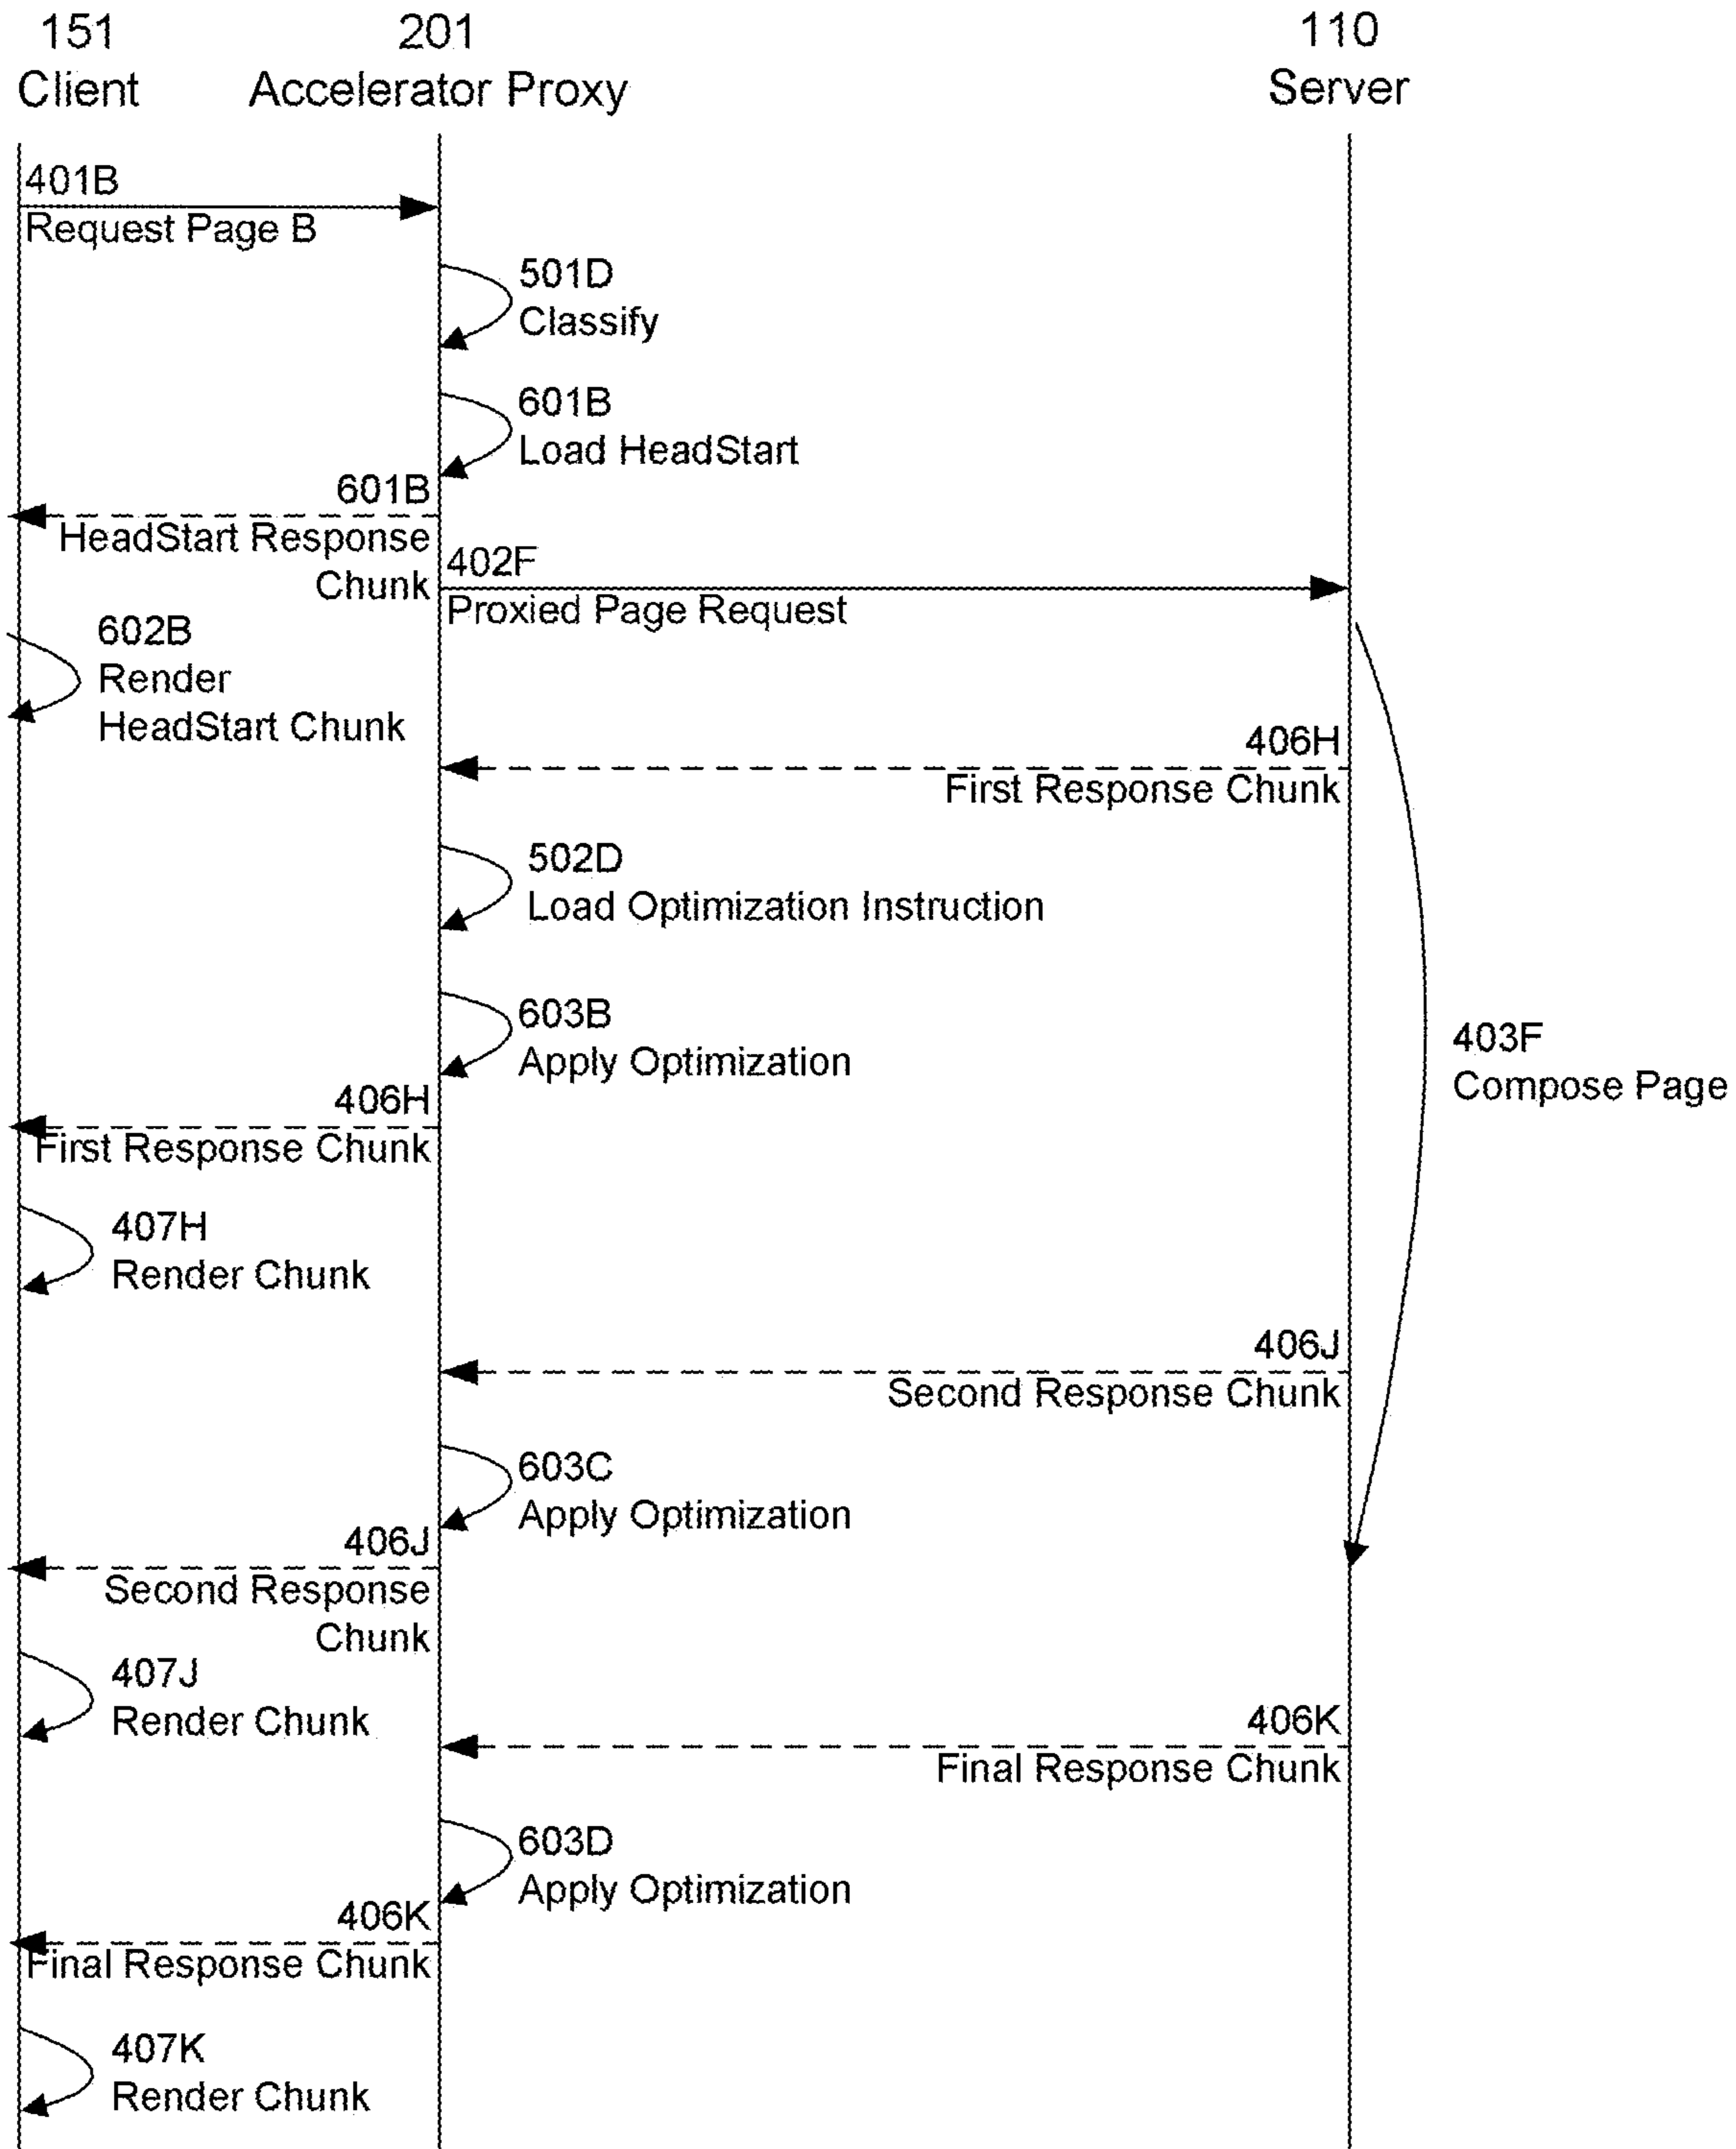 151
Client
201
Accelerator Proxy
110
Server
401B
Request Page B
501D
Classify
601B
Load HeadStart
601B
HeadStart Response
Chunk
402F
Proxied Page Request
602B
Render
HeadStart Chunk
406H
First Response Chunk
502D
Load Optimization Instruction
603B
Apply Optimization
403F
Compose Page
406H
First Response Chunk
407H
Render Chunk
406J
Second Response Chunk
603C
Apply Optimization
406J
Second Response
Chunk
407J
Render Chunk
406K
Final Response Chunk
603D
Apply Optimization
406K
Final Response Chunk
407K
Render Chunk